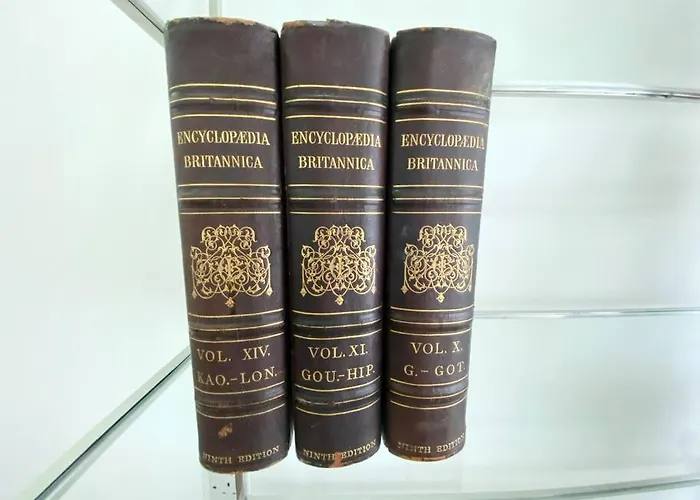 ENCYCLOPÆDIA
BRITANNICA
VOL. XIV.
KAO.-LON.
NINTH EDITION
ENCYCLOPÆDIA
BRITANNICA
VOL. XI.
GOU.-HIP.
NINTH EDITION
ENCYCLOPÆDIA
BRITANNICA
VOL. X.
G.-GOT.
NINTH EDITION